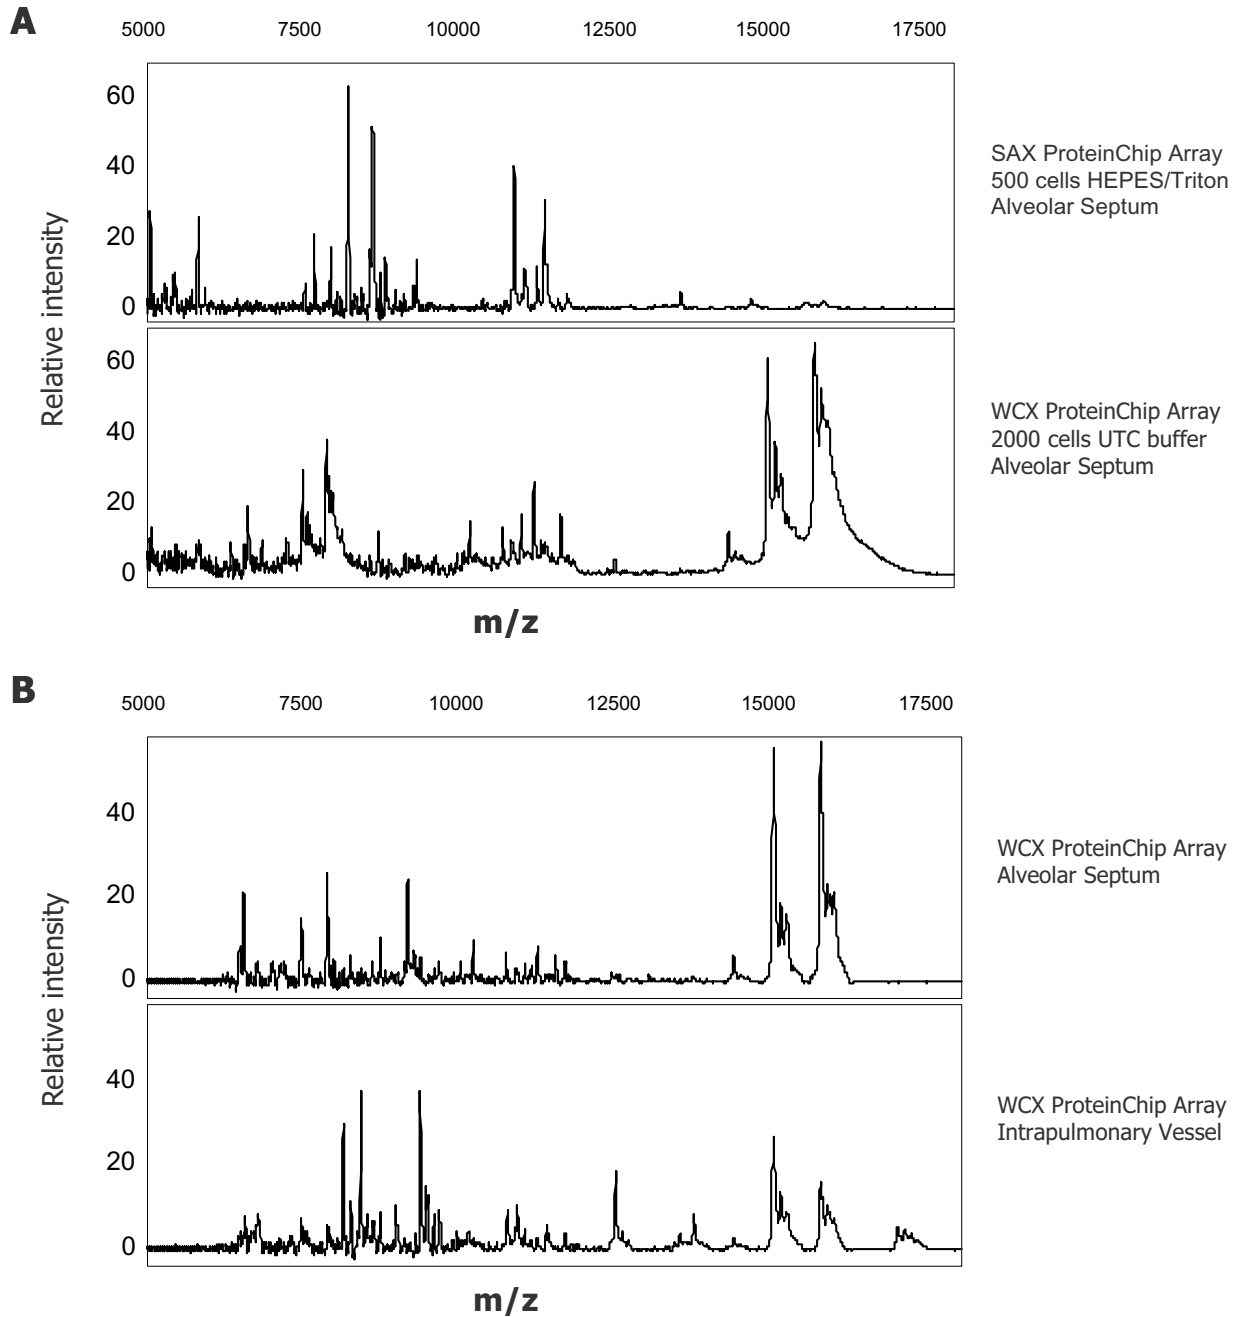 A
5000 7500 10000 12500 15000 17500
60
40
20
0
SAX ProteinChip Array
500 cells HEPES/Triton
Alveolar Septum
Relative intensity
60
40
20
0
WCX ProteinChip Array
2000 cells UTC buffer
Alveolar Septum
m/z
B
5000 7500 10000 12500 15000 17500
40
20
0
WCX ProteinChip Array
Alveolar Septum
Relative intensity
40
20
0
WCX ProteinChip Array
Intrapulmonary Vessel
m/z